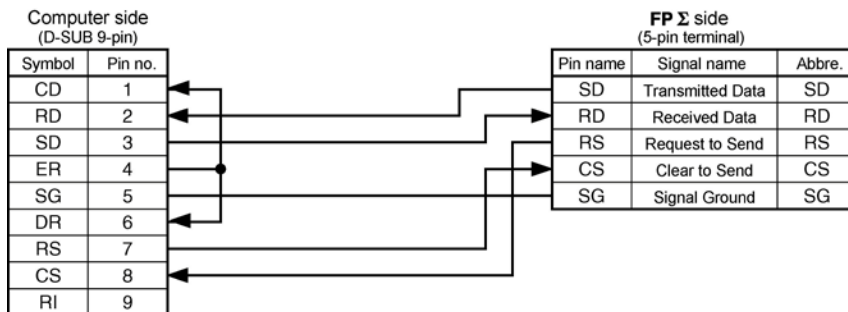 Computer side
(D-SUB 9-pin)
Symbol Pin no.
CD 1
RD 2
SD 3
ER 4
SG 5
DR 6
RS 7
CS 8
RI 9
FP Σ side
(5-pin terminal)
Pin name Signal name Abbre.
SD Transmitted Data SD
RD Received Data RD
RS Request to Send RS
CS Clear to Send CS
SG Signal Ground SG